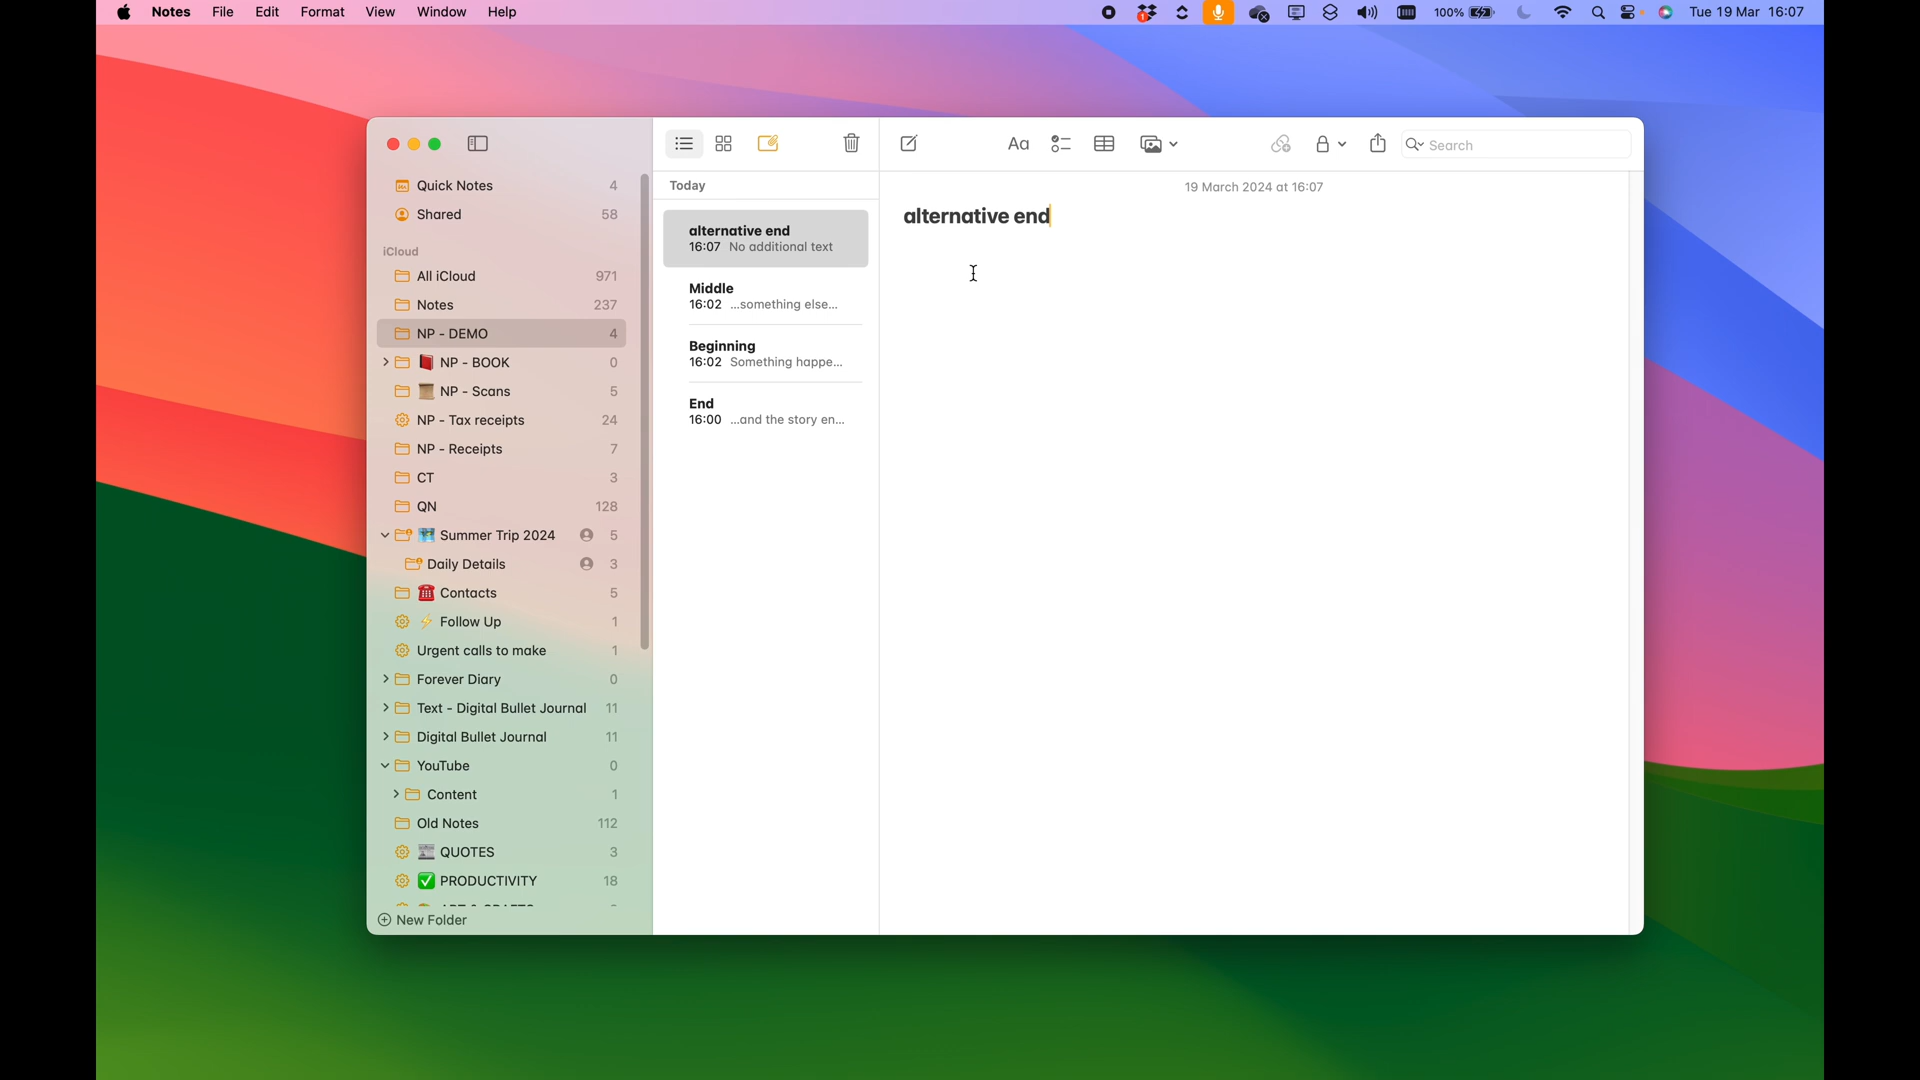 Notes File Edit Format View Window Help
1
100% Tue 19 Mar 16:07
Aa
Search
Quick Notes 4
Shared 58
iCloud
All iCloud 971
Notes 237
NP - DEMO 4
NP - BOOK 0
NP - Scans 5
NP - Tax receipts 24
NP - Receipts 7
CT 3
QN 128
Summer Trip 2024 5
Daily Details 3
Contacts 5
Follow Up 1
Urgent calls to make 1
Forever Diary 0
Text - Digital Bullet Journal 11
Digital Bullet Journal 11
YouTube 0
Content 1
Old Notes 112
QUOTES 3
PRODUCTIVITY 18
New Folder
Today
alternative end
16:07 No additional text
Middle
16:02 ...something else...
Beginning
16:02 Something happe...
End
16:00 ...and the story en...
19 March 2024 at 16:07
alternative end